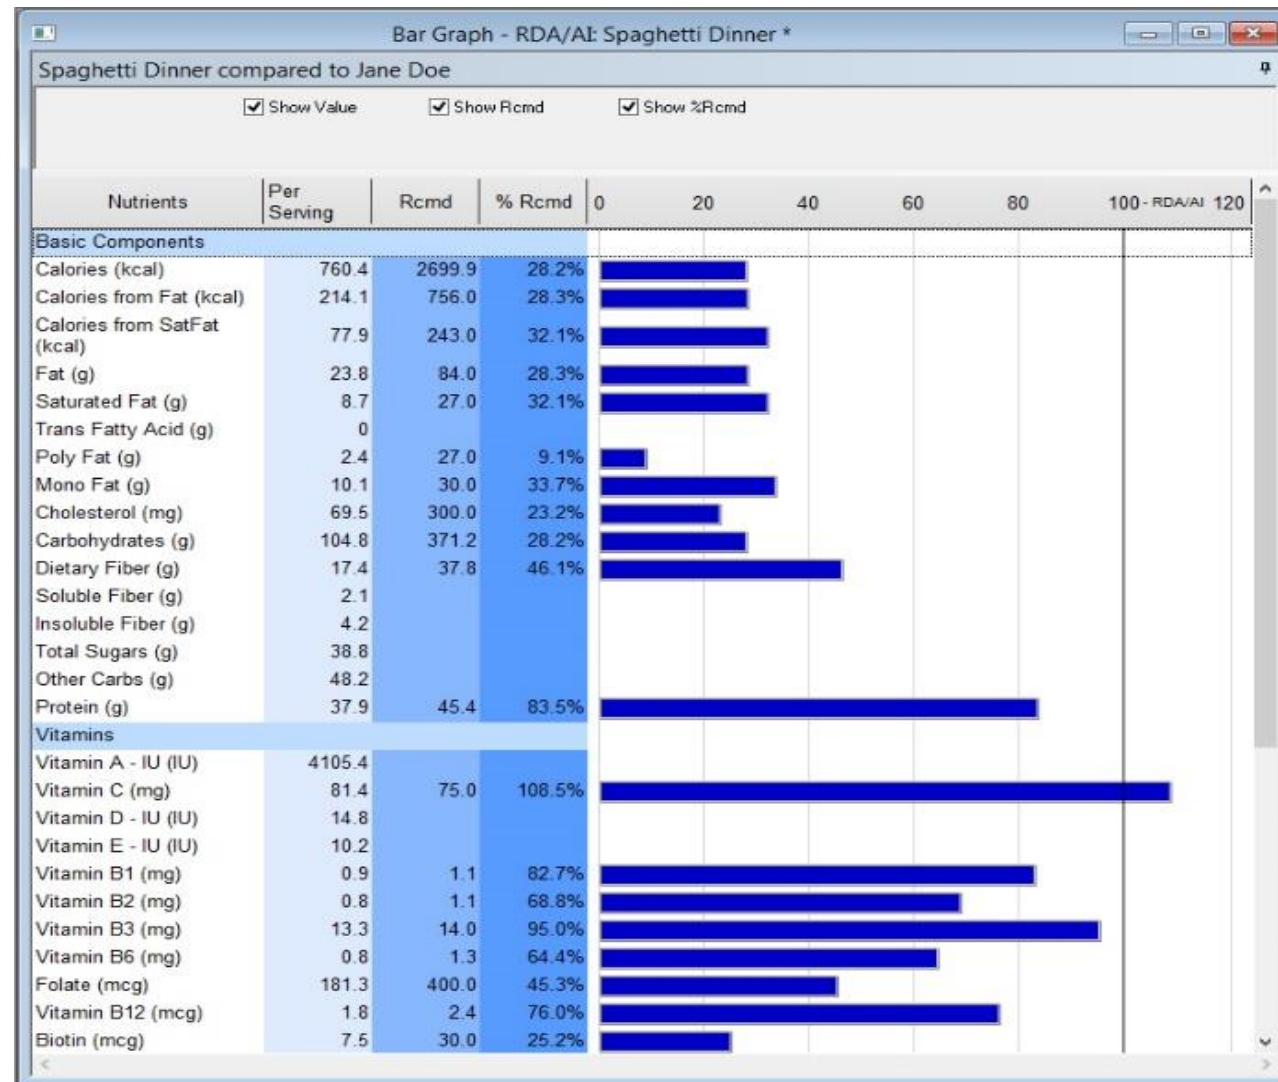 Bar Graph - RDA/AI: Spaghetti Dinner *
Spaghetti Dinner compared to Jane Doe
Show Value Show Rcmd Show %Rcmd
Nutrients Per Serving Rcmd % Rcmd 0 20 40 60 80 100 - RDA/AI 120
Basic Components
Calories (kcal) 760.4 2699.9 28.2%
Calories from Fat (kcal) 214.1 756.0 28.3%
Calories from SatFat (kcal) 77.9 243.0 32.1%
Fat (g) 23.8 84.0 28.3%
Saturated Fat (g) 8.7 27.0 32.1%
Trans Fatty Acid (g) 0
Poly Fat (g) 2.4 27.0 9.1%
Mono Fat (g) 10.1 30.0 33.7%
Cholesterol (mg) 69.5 300.0 23.2%
Carbohydrates (g) 104.8 371.2 28.2%
Dietary Fiber (g) 17.4 37.8 46.1%
Soluble Fiber (g) 2.1
Insoluble Fiber (g) 4.2
Total Sugars (g) 38.8
Other Carbs (g) 48.2
Protein (g) 37.9 45.4 83.5%
Vitamins
Vitamin A - IU (IU) 4105.4
Vitamin C (mg) 81.4 75.0 108.5%
Vitamin D - IU (IU) 14.8
Vitamin E - IU (IU) 10.2
Vitamin B1 (mg) 0.9 1.1 82.7%
Vitamin B2 (mg) 0.8 1.1 68.8%
Vitamin B3 (mg) 13.3 14.0 95.0%
Vitamin B6 (mg) 0.8 1.3 64.4%
Folate (mcg) 181.3 400.0 45.3%
Vitamin B12 (mcg) 1.8 2.4 76.0%
Biotin (mcg) 7.5 30.0 25.2%